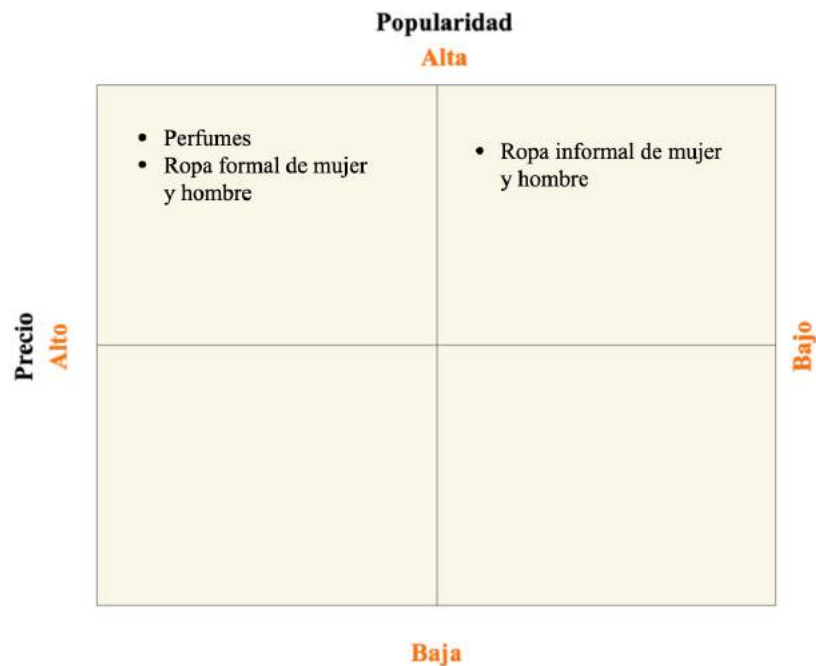 Popularidad
Alta
• Perfumes
• Ropa formal de mujer
y hombre
• Ropa informal de mujer
y hombre
Precio
Alto
Bajo
Baja